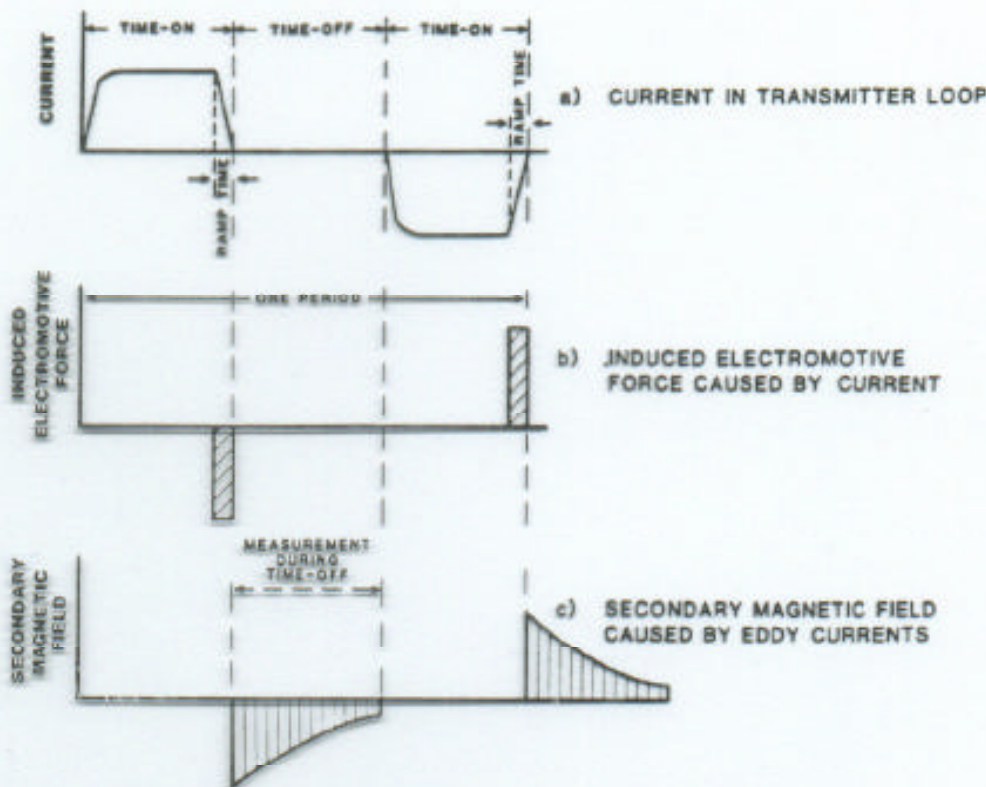 TIME-ON
TIME-OFF
TIME-ON
CURRENT
RAMP TIME
RAMP TIME
a) CURRENT IN TRANSMITTER LOOP
ONE PERIOD
INDUCED
ELECTROMOTIVE
FORCE
b) INDUCED ELECTROMOTIVE
FORCE CAUSED BY CURRENT
MEASUREMENT
DURING
TIME-OFF
SECONDARY
MAGNETIC
FIELD
c) SECONDARY MAGNETIC FIELD
CAUSED BY EDDY CURRENTS